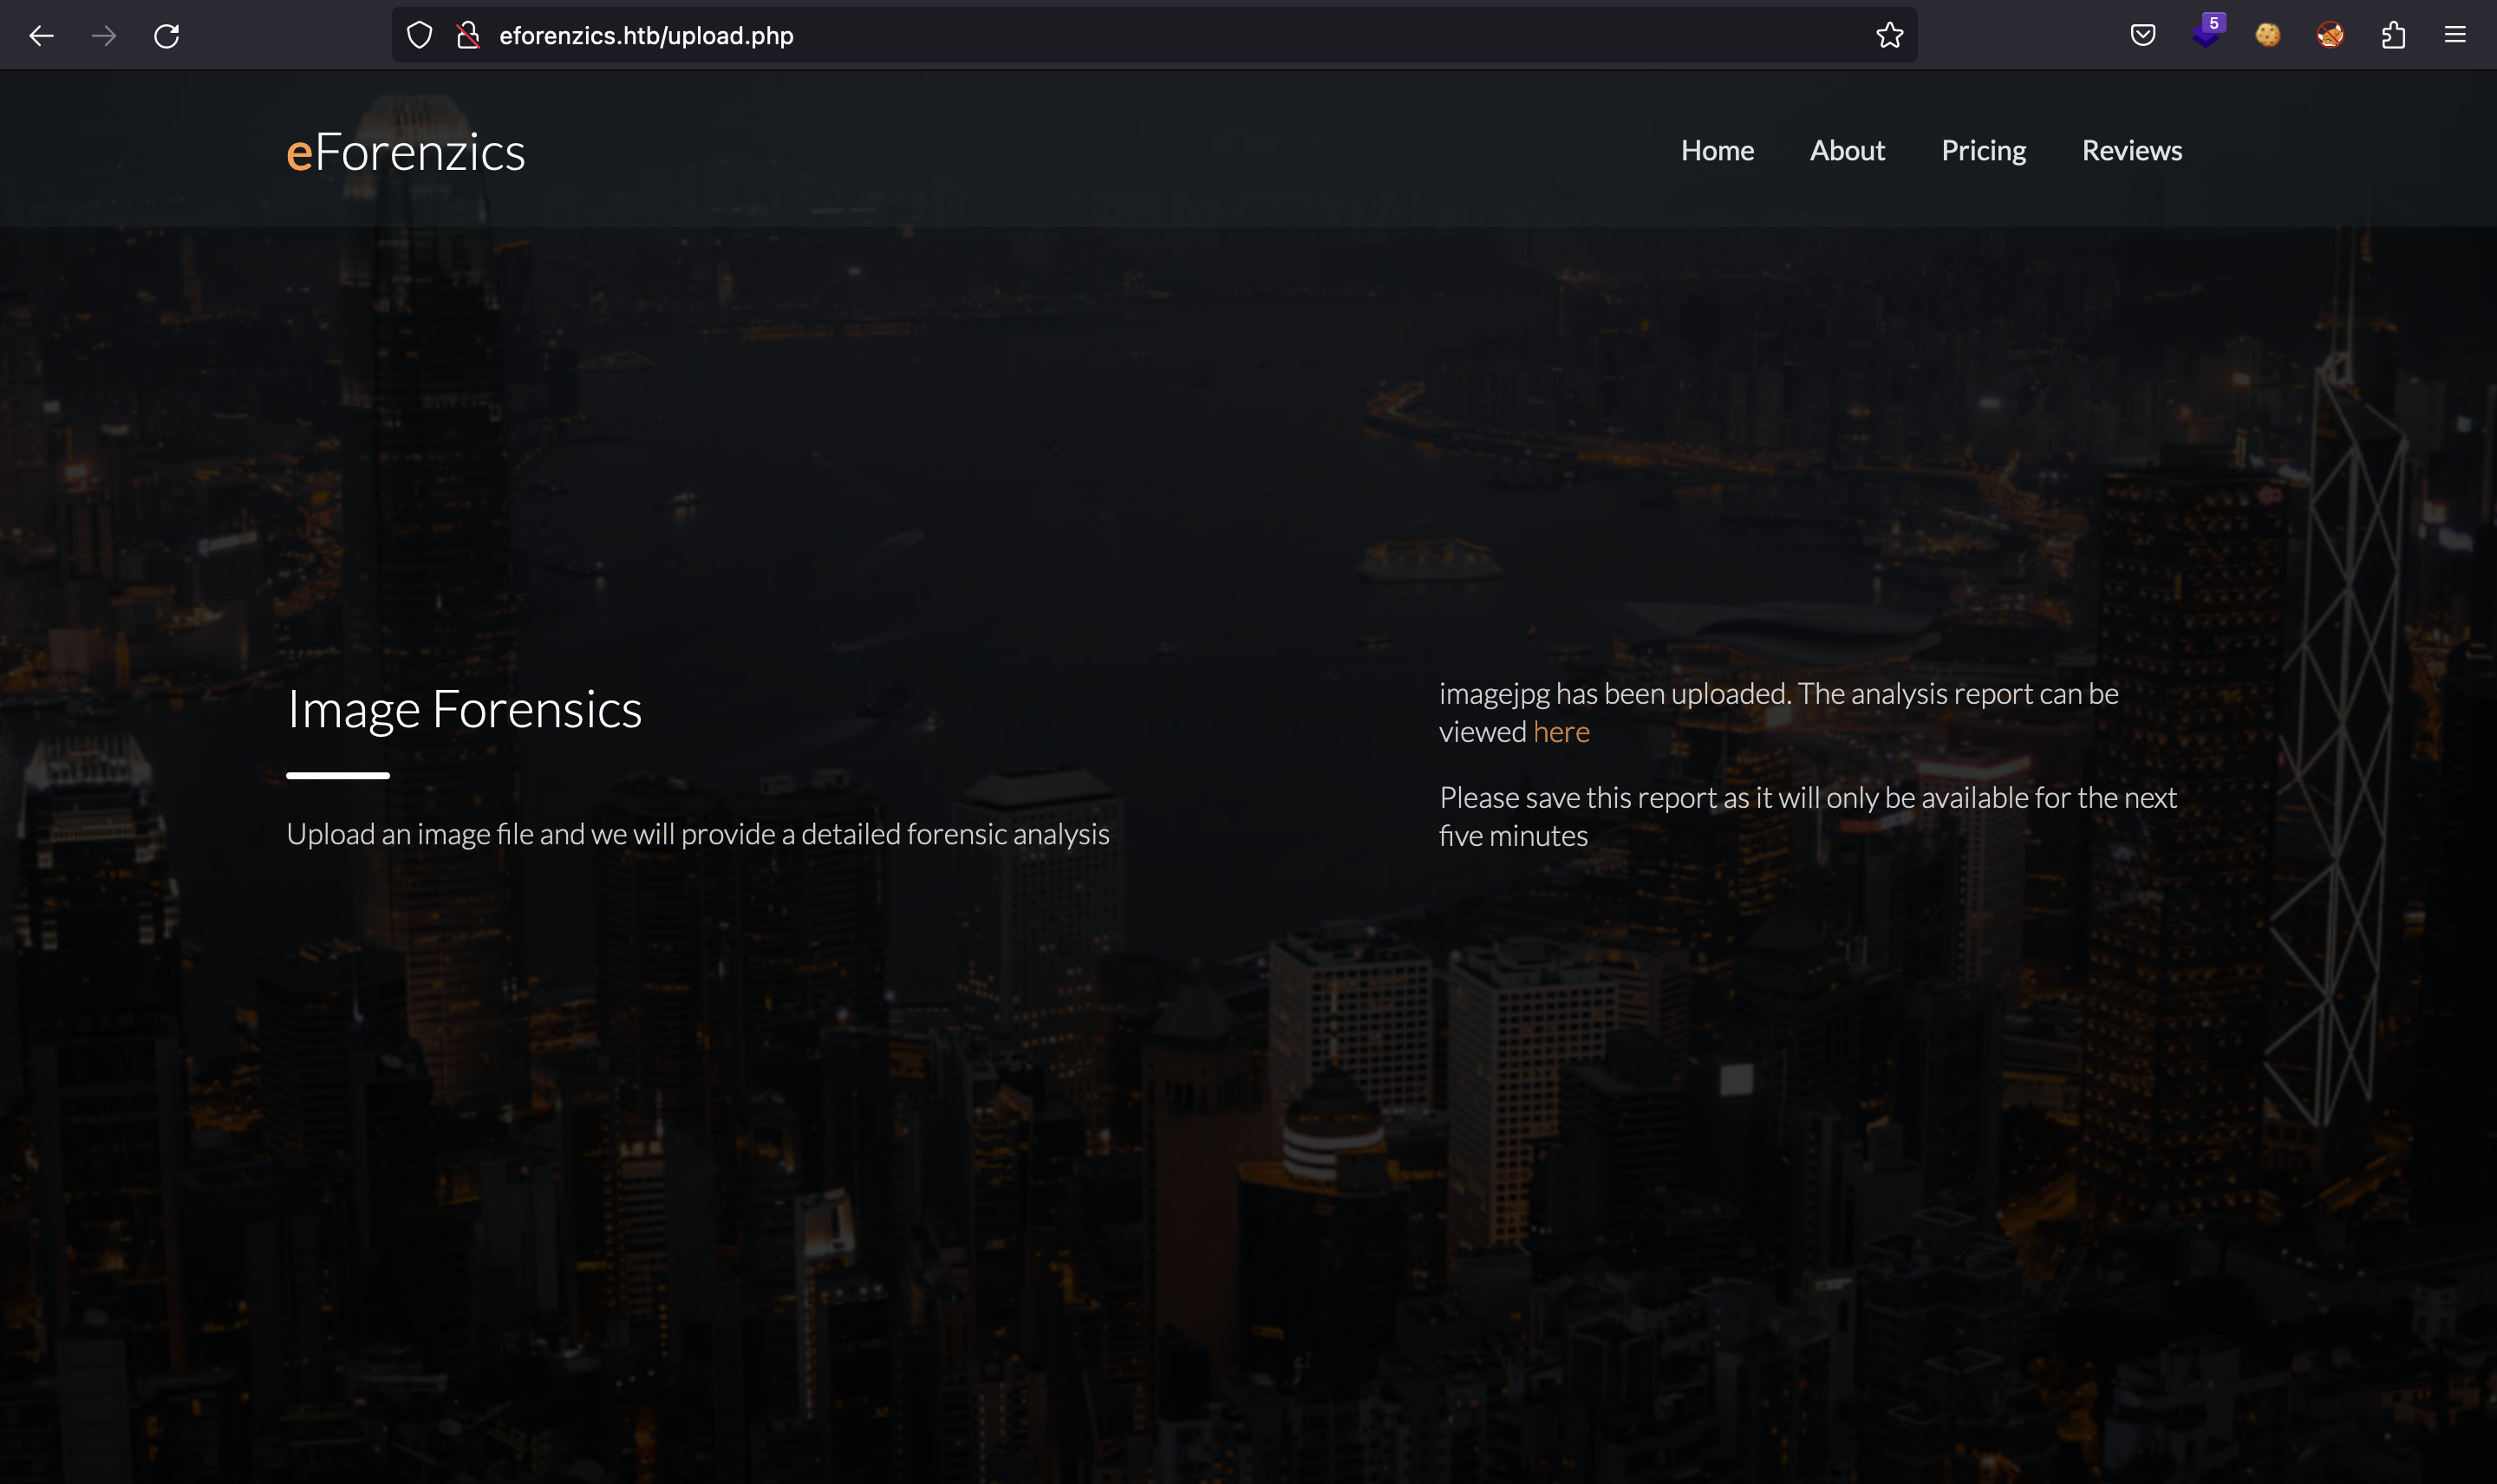 5
eforenzics.htb/upload.php
eForenzics
Home About Pricing Reviews
Image Forensics
Upload an image file and we will provide a detailed forensic analysis
imagejpg has been uploaded. The analysis report can be
viewed here
Please save this report as it will only be available for the next
five minutes